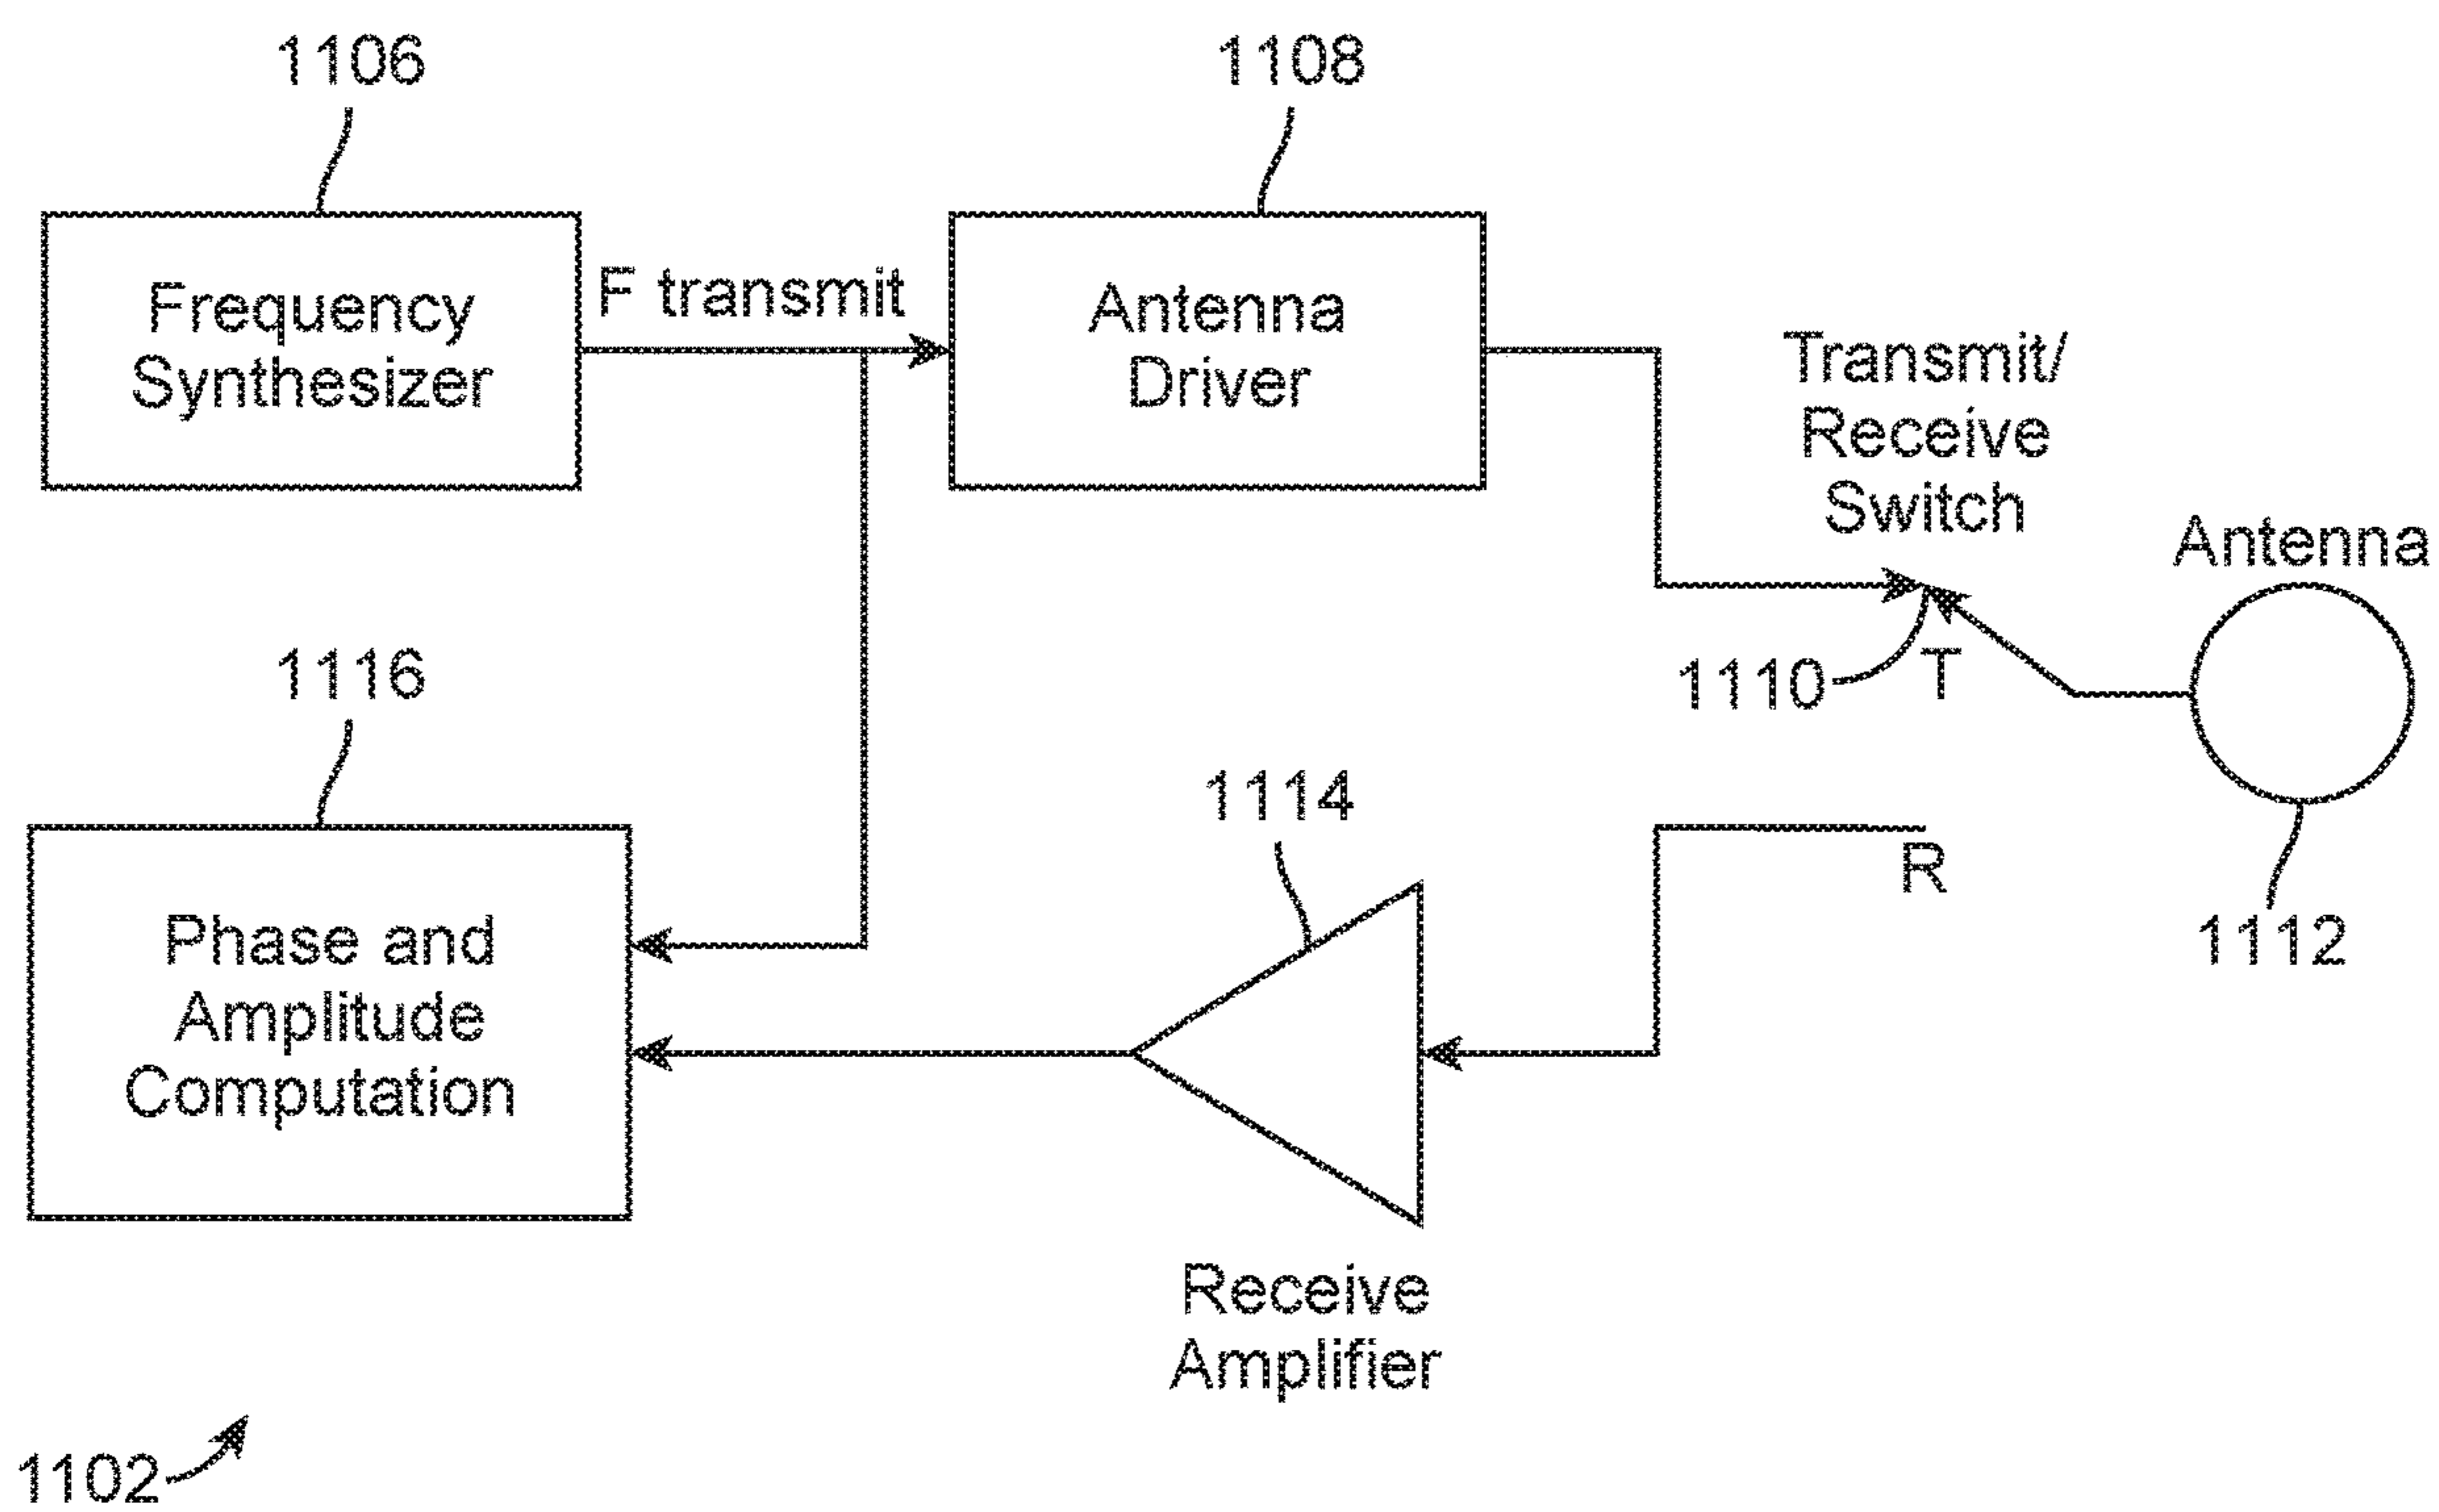 1106
1108
Frequency
Synthesizer
F transmit
Antenna
Driver
Transmit/
Receive
Switch
Antenna
1110
T
1116
1114
R
1112
Phase and
Amplitude
Computation
Receive
Amplifier
1102